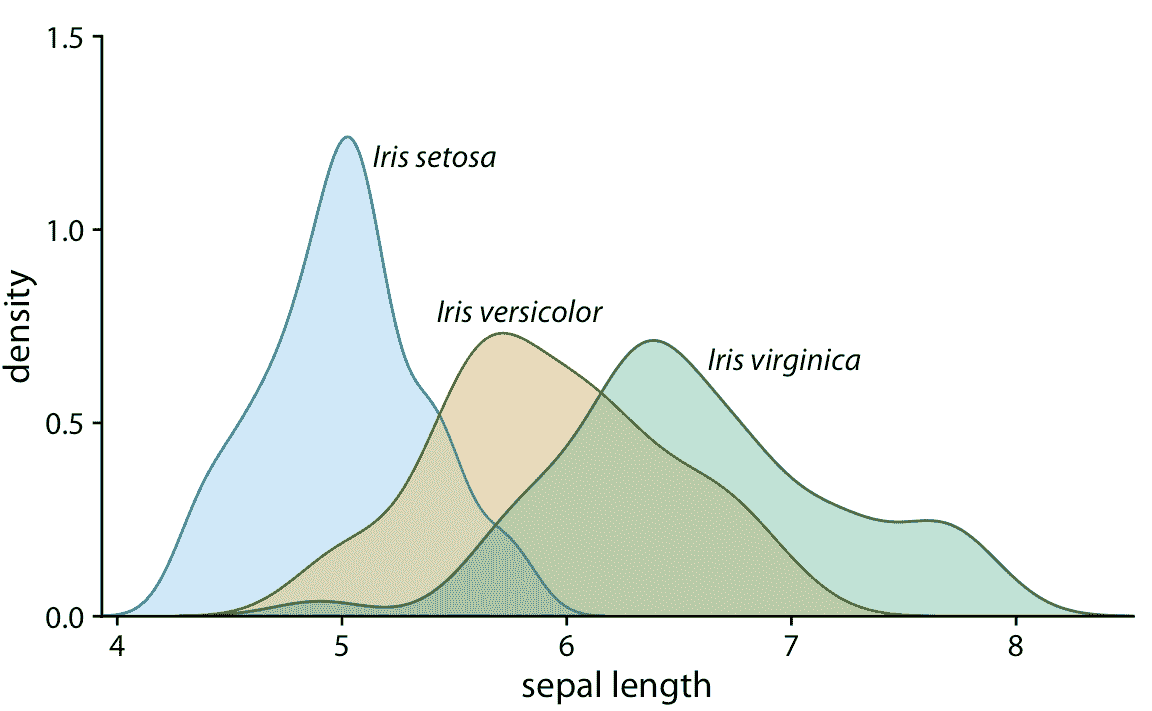 1.5
Iris setosa
1.0
Iris versicolor
Iris virginica
density
0.5
0.0
4 5 6 7 8
sepal length